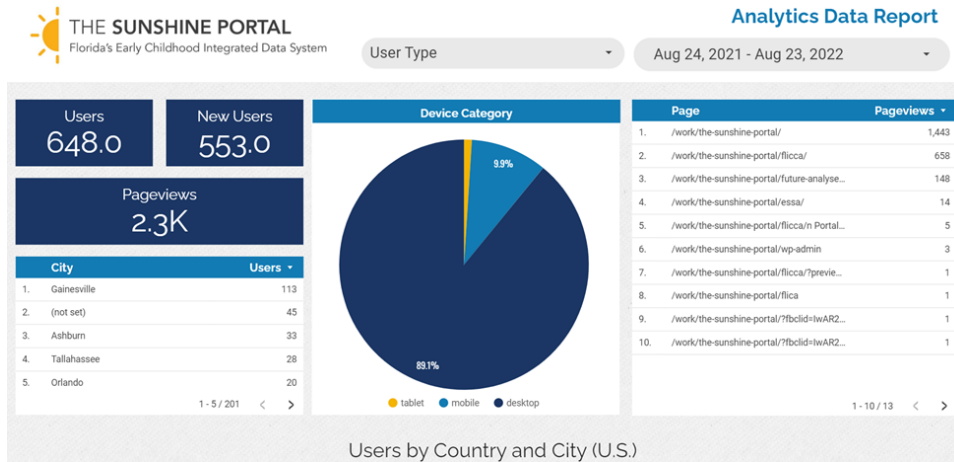 THE SUNSHINE PORTAL
Florida's Early Childhood Integrated Data System
Analytics Data Report
User Type
Aug 24, 2021 - Aug 23, 2022
Users
648.0
New Users
553.0
Pageviews
2.3K
City Users
1. Gainesville 113
2. (not set) 45
3. Ashburn 33
4. Tallahassee 28
5. Orlando 20
1 - 5 / 201
Device Category
9.9%
89.1%
tablet mobile desktop
Page Pageviews
1. /work/the-sunshine-portal/ 1,443
2. /work/the-sunshine-portal/flicca/ 658
3. /work/the-sunshine-portal/future-analyse... 148
4. /work/the-sunshine-portal/essa/ 14
5. /work/the-sunshine-portal/flicca/n Portal... 5
6. /work/the-sunshine-portal/wp-admin 3
7. /work/the-sunshine-portal/flicca/?previe... 1
8. /work/the-sunshine-portal/flica 1
9. /work/the-sunshine-portal/?fbclid=IwAR2... 1
10. /work/the-sunshine-portal/?fbclid=IwAR2... 1
1 - 10 / 13
Users by Country and City (U.S.)